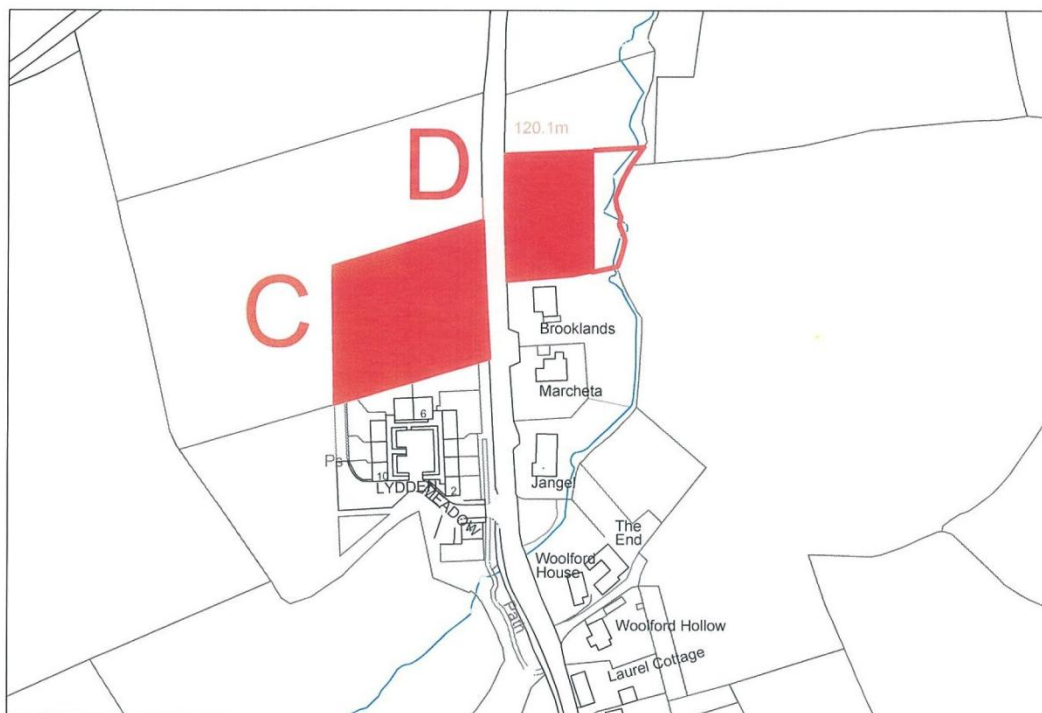 120.1m
D
C
Brooklands
Marcheta
6
Ps
10
2
LYDDEN
MEADOW
Jangel
The
End
Woolford
House
Path
Woolford Hollow
Laurel Cottage